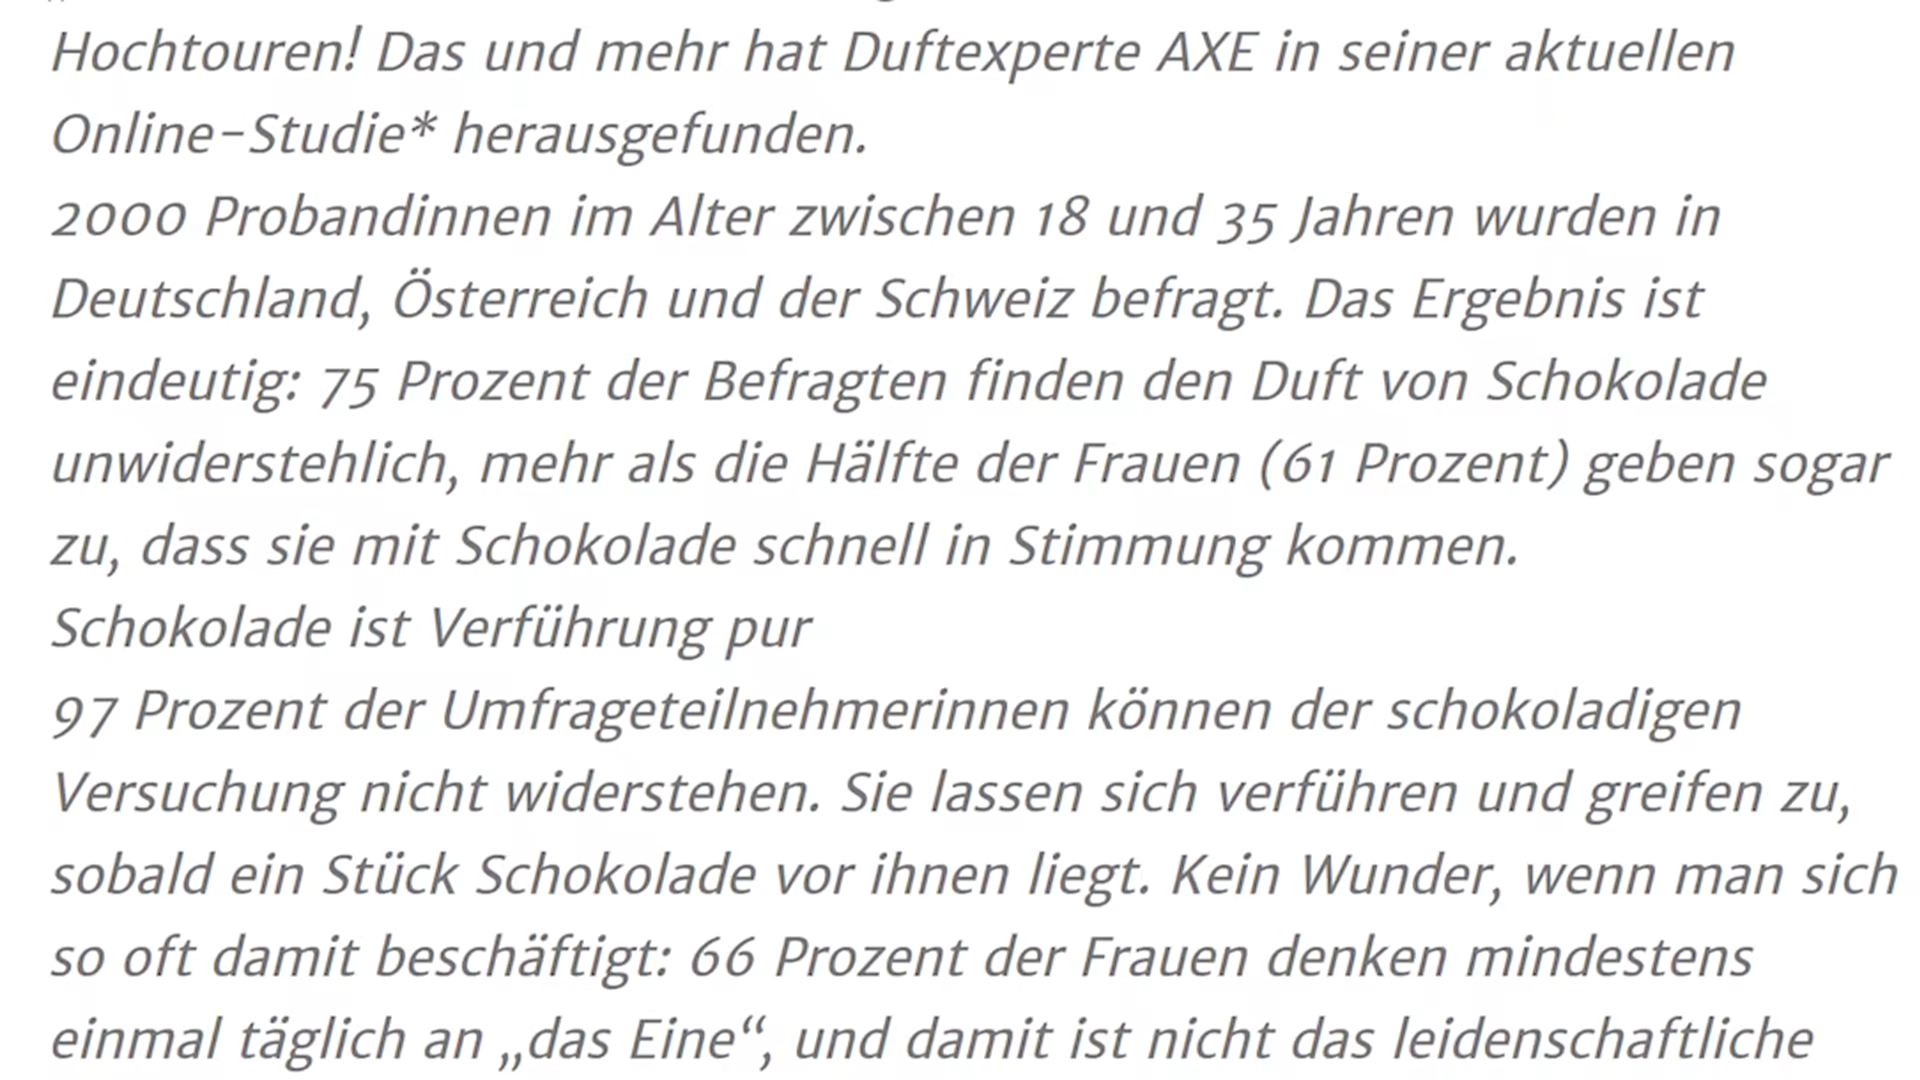 Hochtouren! Das und mehr hat Duftexperte AXE in seiner aktuellen
Online-Studie* herausgefunden.
2000 Probandinnen im Alter zwischen 18 und 35 Jahren wurden in
Deutschland, Österreich und der Schweiz befragt. Das Ergebnis ist
eindeutig: 75 Prozent der Befragten finden den Duft von Schokolade
unwiderstehlich, mehr als die Hälfte der Frauen (61 Prozent) geben sogar
zu, dass sie mit Schokolade schnell in Stimmung kommen.
Schokolade ist Verführung pur
97 Prozent der Umfrageteilnehmerinnen können der schokoladigen
Versuchung nicht widerstehen. Sie lassen sich verführen und greifen zu,
sobald ein Stück Schokolade vor ihnen liegt. Kein Wunder, wenn man sich
so oft damit beschäftigt: 66 Prozent der Frauen denken mindestens
einmal täglich an „das Eine“, und damit ist nicht das leidenschaftliche